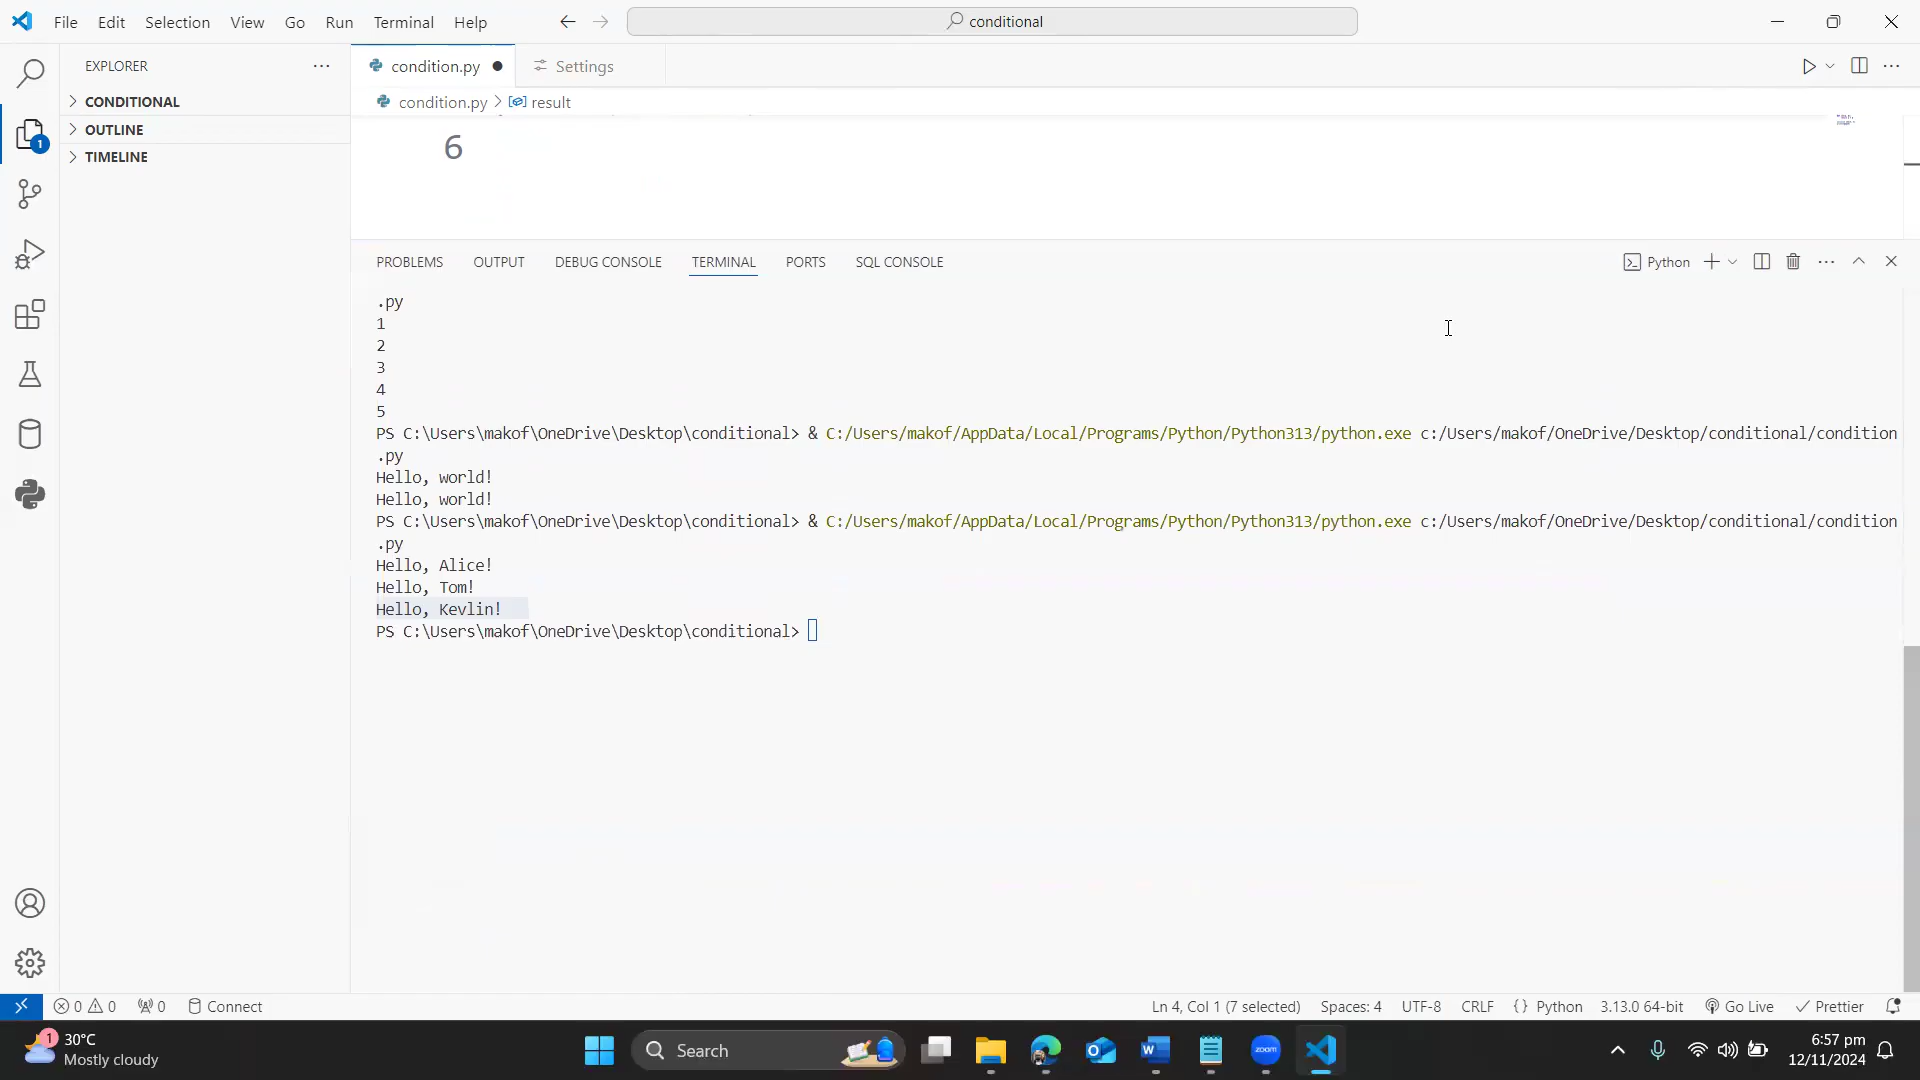 File Edit Selection View Go Run Terminal Help
conditional
EXPLORER
condition.py
Settings
CONDITIONAL
condition.py > result
OUTLINE
1
6
TIMELINE
PROBLEMS OUTPUT DEBUG CONSOLE TERMINAL PORTS SQL CONSOLE
Python
.py
1
2
3
4
5
PS C:\Users\makof\OneDrive\Desktop\conditional> & C:/Users/makof/AppData/Local/Programs/Python/Python313/python.exe c:/Users/makof/OneDrive/Desktop/conditional/condition
.py
Hello, world!
Hello, world!
PS C:\Users\makof\OneDrive\Desktop\conditional> & C:/Users/makof/AppData/Local/Programs/Python/Python313/python.exe c:/Users/makof/OneDrive/Desktop/conditional/condition
.py
Hello, Alice!
Hello, Tom!
Hello, Kevlin!
PS C:\Users\makof\OneDrive\Desktop\conditional>
0 0 0 Connect Ln 4, Col 1 (7 selected) Spaces: 4 UTF-8 CRLF {} Python 3.13.0 64-bit Go Live Prettier
1
30°C
Mostly cloudy
Search
zoom
6:57 pm
12/11/2024